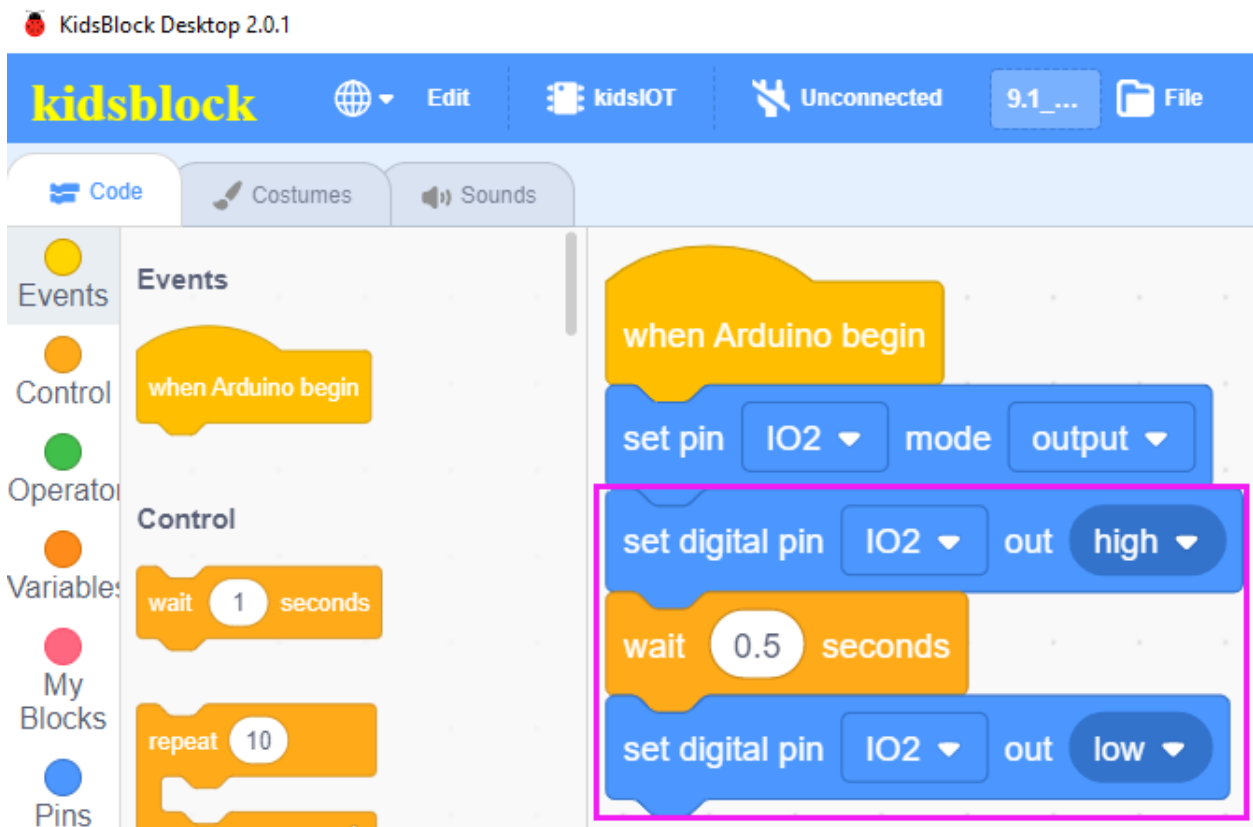 KidsBlock Desktop 2.0.1
kidsblock Edit kidsIOT Unconnected 9.1_... File
Code Costumes Sounds
Events
Control
Operator
Variables
My
Blocks
Pins
Events
when Arduino begin
Control
wait 1 seconds
repeat 10
when Arduino begin
set pin IO2 mode output
set digital pin IO2 out high
wait 0.5 seconds
set digital pin IO2 out low